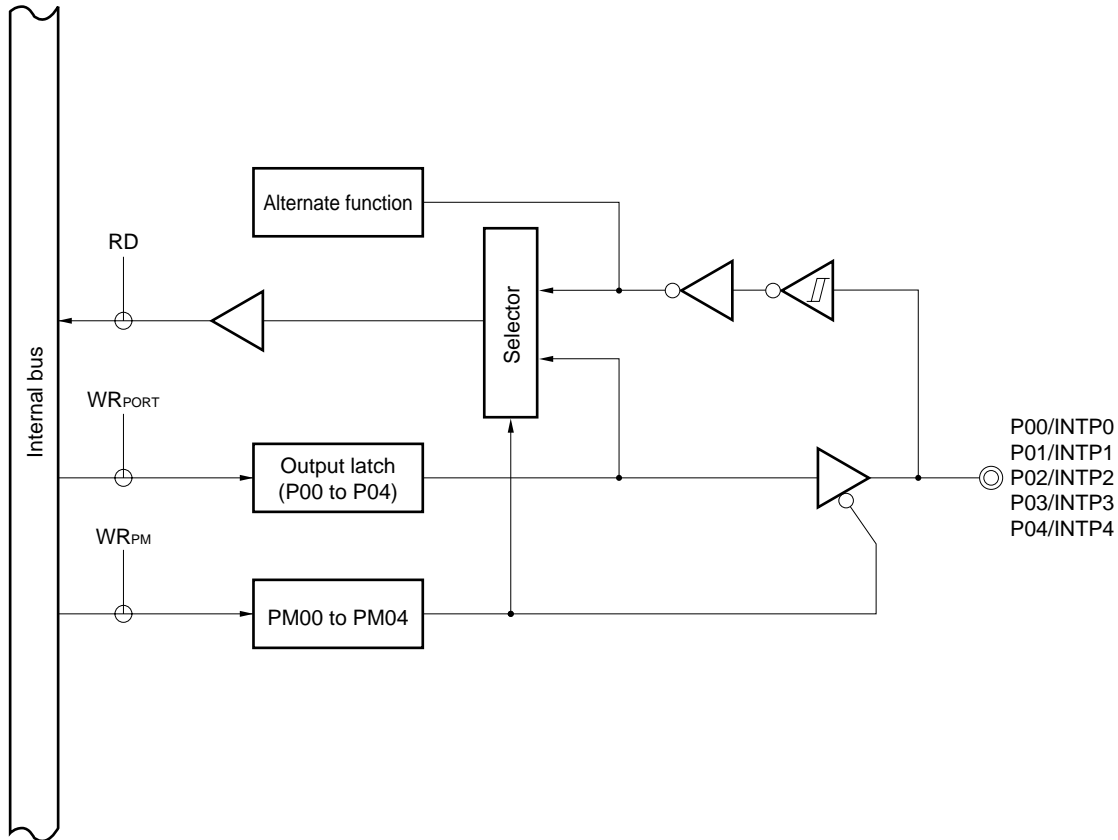 Alternate function
RD
Selector
Internal bus
WRPORT
Output latch
(P00 to P04)
P00/INTP0
P01/INTP1
P02/INTP2
P03/INTP3
P04/INTP4
WRPM
PM00 to PM04